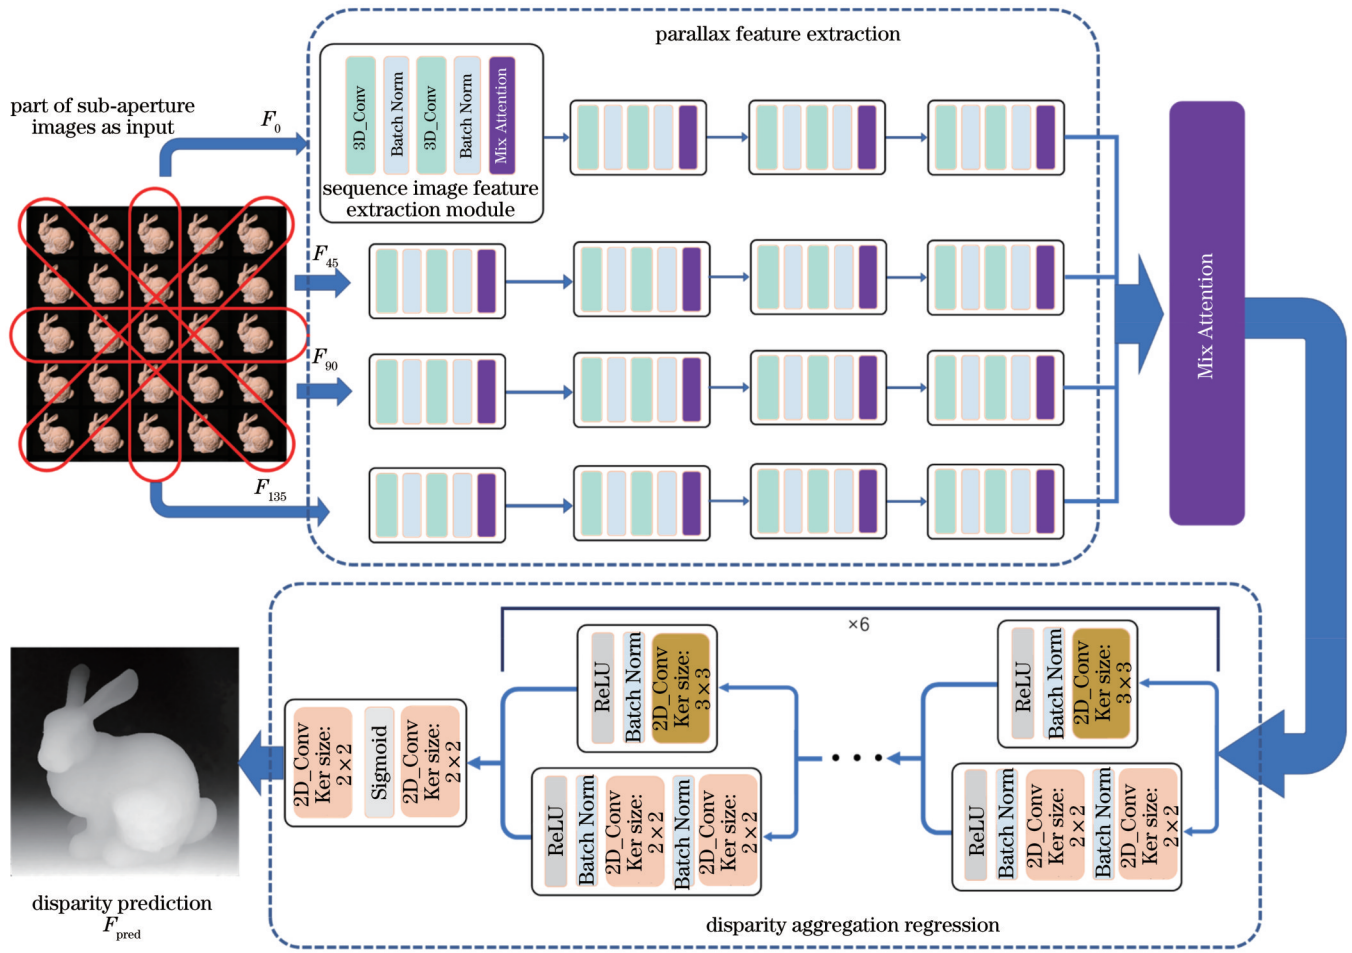 parallax feature extraction
part of sub-aperture
images as input
F0
3D_Conv
Batch Norm
3D_Conv
Batch Norm
Mix Attention
sequence image feature
extraction module
F45
F90
F135
Mix Attention
×6
ReLU
Batch Norm
2D_Conv
Ker size:
3×3
ReLU
Batch Norm
2D_Conv
Ker size:
3×3
2D_Conv
Ker size:
2×2
Sigmoid
2D_Conv
Ker size:
2×2
ReLU
Batch Norm
2D_Conv
Ker size:
2×2
Batch Norm
2D_Conv
Ker size:
2×2
ReLU
Batch Norm
2D_Conv
Ker size:
2×2
Batch Norm
2D_Conv
Ker size:
2×2
disparity prediction
Fpred
disparity aggregation regression